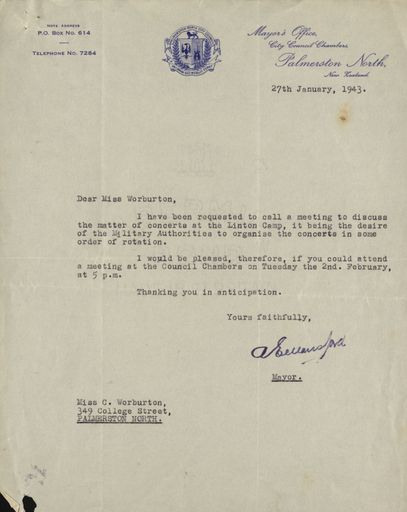 NOTE ADDRESS
P.O. BOX NO. 614
TELEPHONE NO. 7284
Mayor's Office,
City Council Chambers,
Palmerston North,
New Zealand.
27th January, 1943.
Dear Miss Worburton,
I have been requested to call a meeting to discuss
the matter of concerts at the Linton Camp, it being the desire
of the Military Authorities to organise the concerts in some
order of rotation.
I would be pleased, therefore, if you could attend
a meeting at the Council Chambers on Tuesday the 2nd. February,
at 5 p.m.
Thanking you in anticipation.
Yours faithfully,
Mayor.
Miss C. Worburton,
349 College Street,
PALMERSTON NORTH.